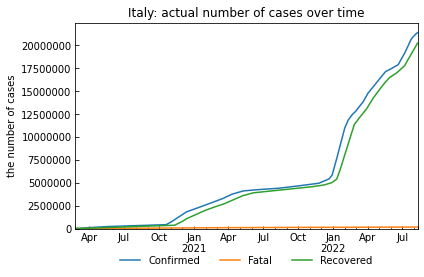 Italy: actual number of cases over time
the number of cases
20000000
17500000
15000000
12500000
10000000
7500000
5000000
2500000
0
Apr Jul Oct Jan Apr Jul Oct Jan Apr Jul
2021 2022
Confirmed Fatal Recovered